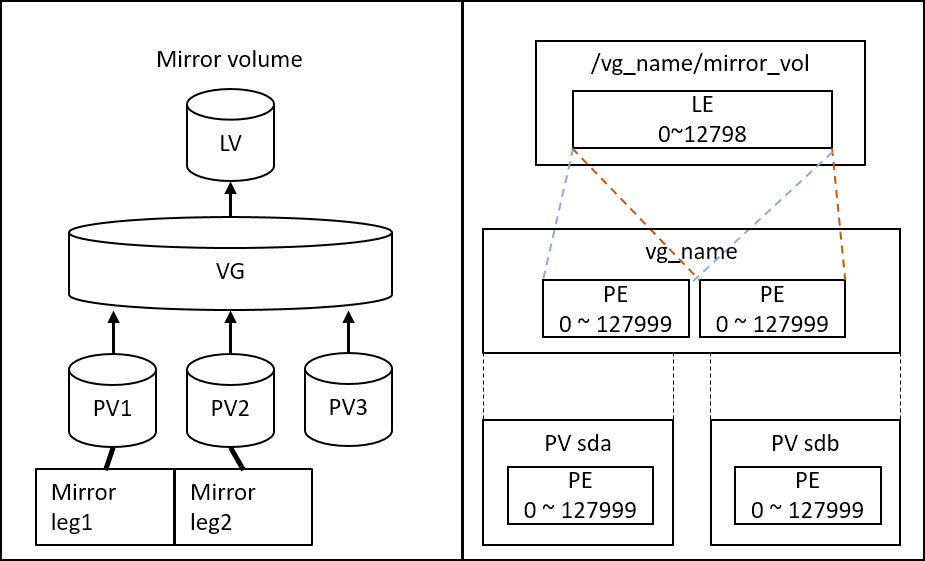 Mirror volume
LV
VG
PV1
PV2
PV3
Mirror
leg1
Mirror
leg2
/vg_name/mirror_vol
LE
0~12798
vg_name
PE
0 ~ 127999
PE
0 ~ 127999
PV sda
PE
0 ~ 127999
PV sdb
PE
0 ~ 127999